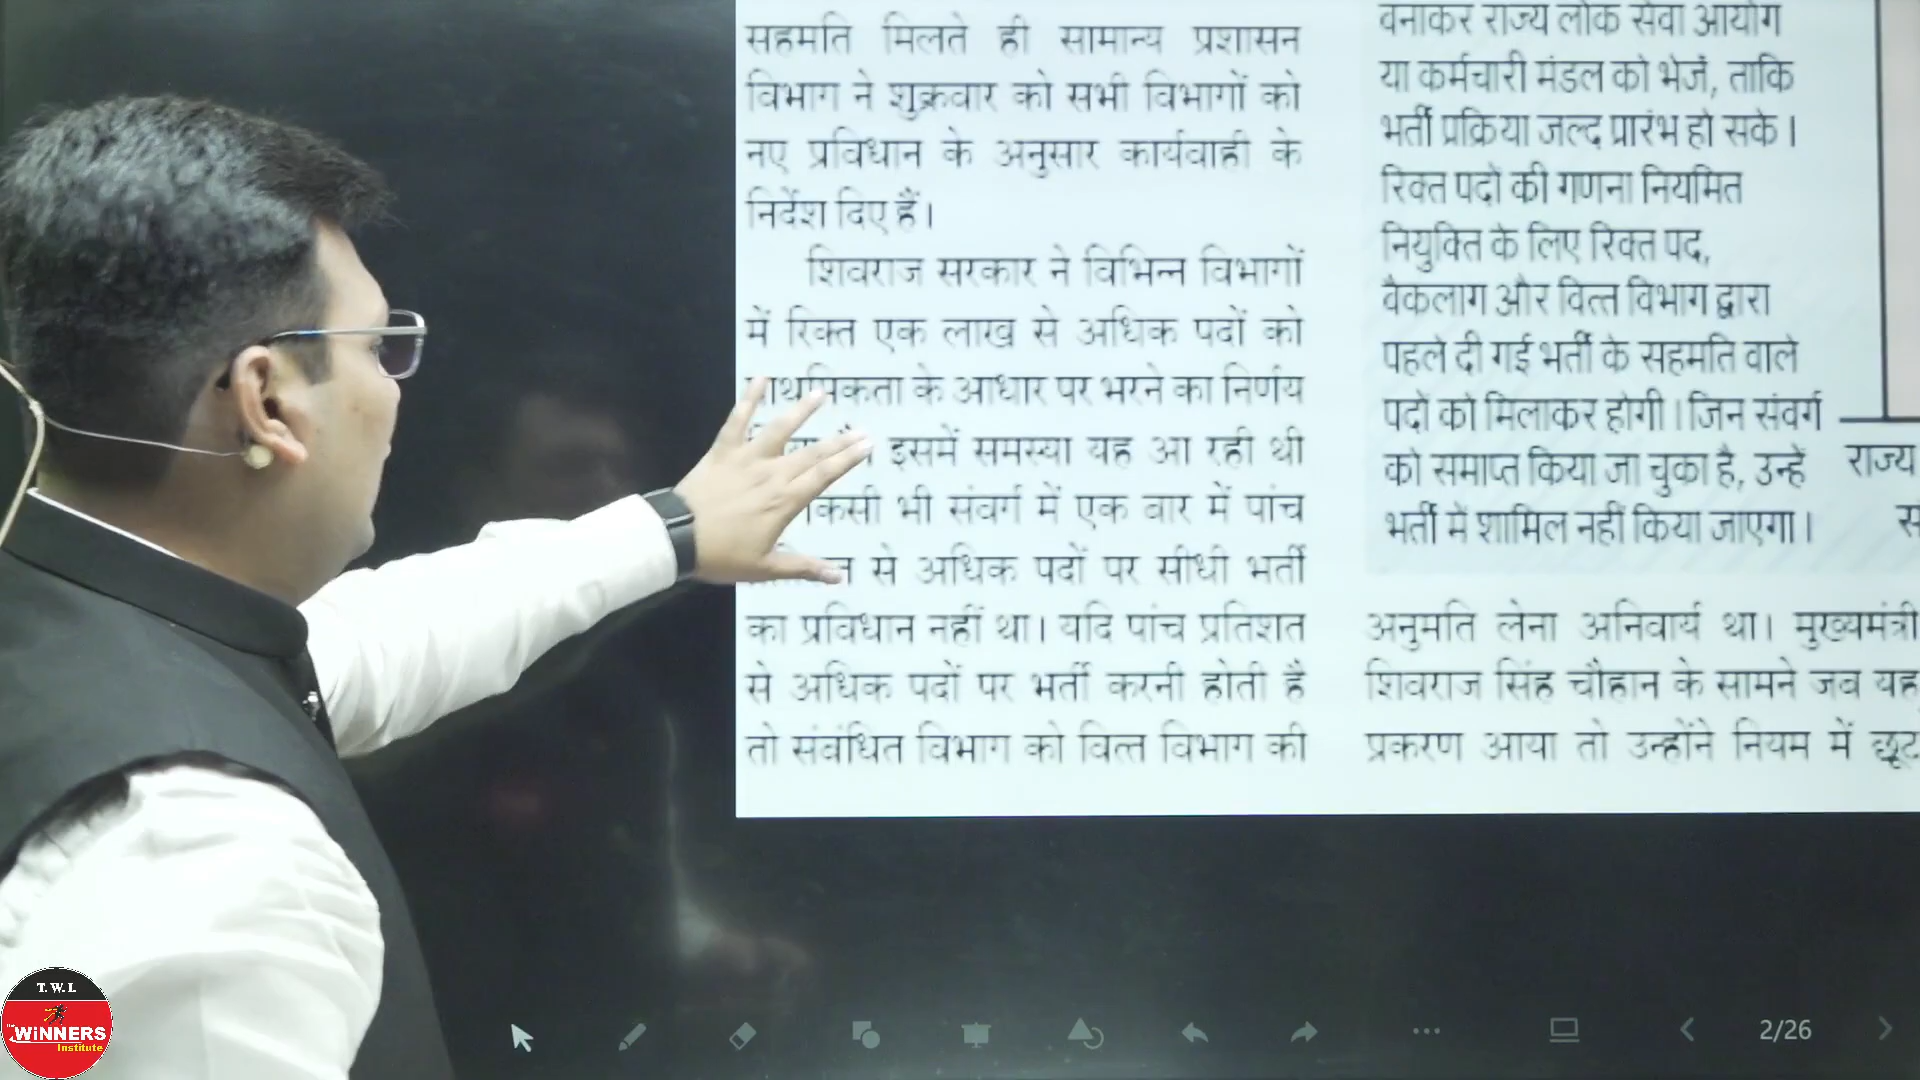 सहमति मिलते ही सामान्य प्रशासन
विभाग ने शुक्रवार को सभी विभागों को
नए प्रविधान के अनुसार कार्यवाही के
निर्देश दिए हैं।
शिवराज सरकार ने विभिन्न विभागों
में रिक्त एक लाख से अधिक पदों को
के आधार पर भरने का निर्णय
इसमें समस्या यह आ रही थी
किसी भी संवर्ग में एक बार में पांच
से अधिक पदों पर सीधी भर्ती
का प्रविधान नहीं था। यदि पांच प्रतिशत
से अधिक पदों पर भर्ती करनी होती है
तो संबंधित विभाग को वित्त विभाग की
बनाकर राज्य लोक सेवा आयोग
या कर्मचारी मंडल को भेजें, ताकि
भर्ती प्रक्रिया जल्द प्रारंभ हो सके।
रिक्त पदों की गणना नियमित
नियुक्ति के लिए रिक्त पद,
वैकलाग और वित्त विभाग द्वारा
पहले दी गई भर्ती के सहमति वाले
पदों को मिलाकर होगी। जिन संवर्ग
को समाप्त किया जा चुका है, उन्हें
भर्ती में शामिल नहीं किया जाएगा।
अनुमति लेना अनिवार्य था। मुख्यमंत्री
शिवराज सिंह चौहान के सामने जब यह
प्रकरण आया तो उन्होंने नियम में छूट
राज्य
2/26
T.W.I.
The WiNNERS
Institute